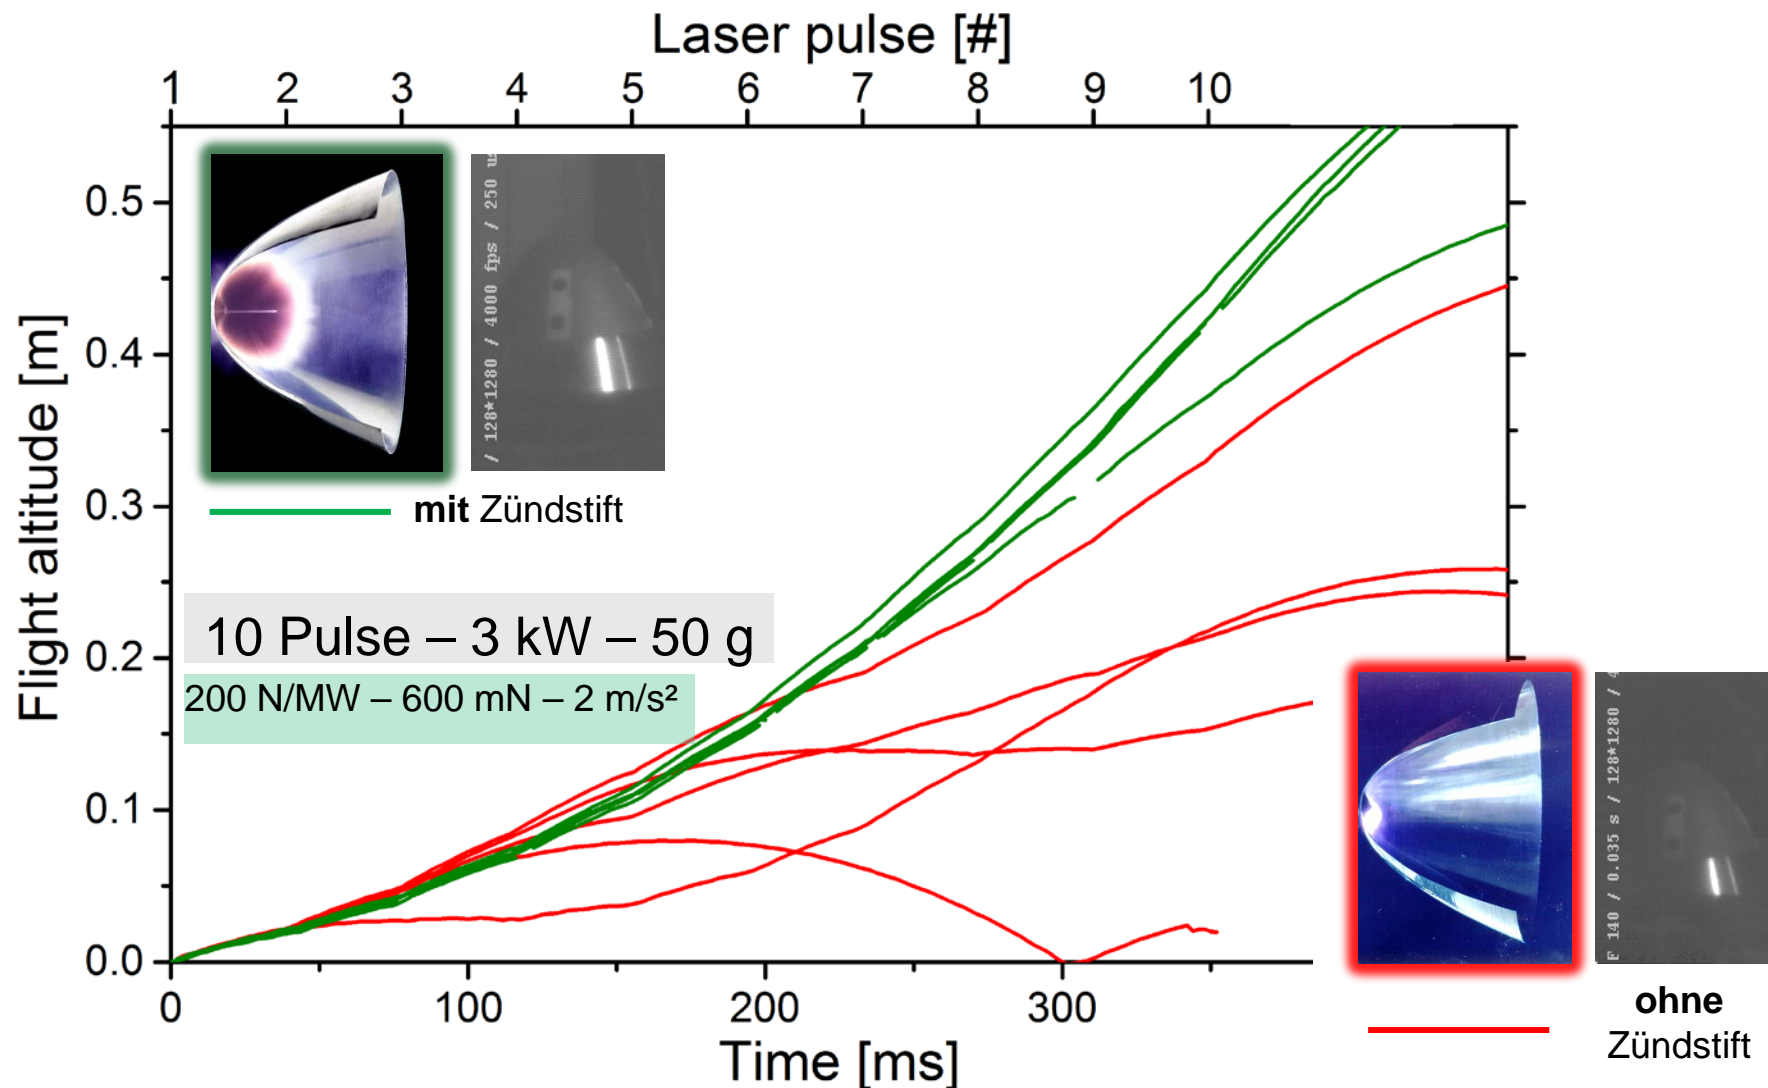 Laser pulse [#]
1 2 3 4 5 6 7 8 9 10
Flight altitude [m]
0.5
0.4
0.3
0.2
0.1
0.0
/ 128*1280 / 4000 fps / 250 us
mit Zündstift
10 Pulse – 3 kW – 50 g
200 N/MW – 600 mN – 2 m/s²
F 140 / 0.035 s / 128*1280 / 4
ohne
Zündstift
0 100 200 300
Time [ms]